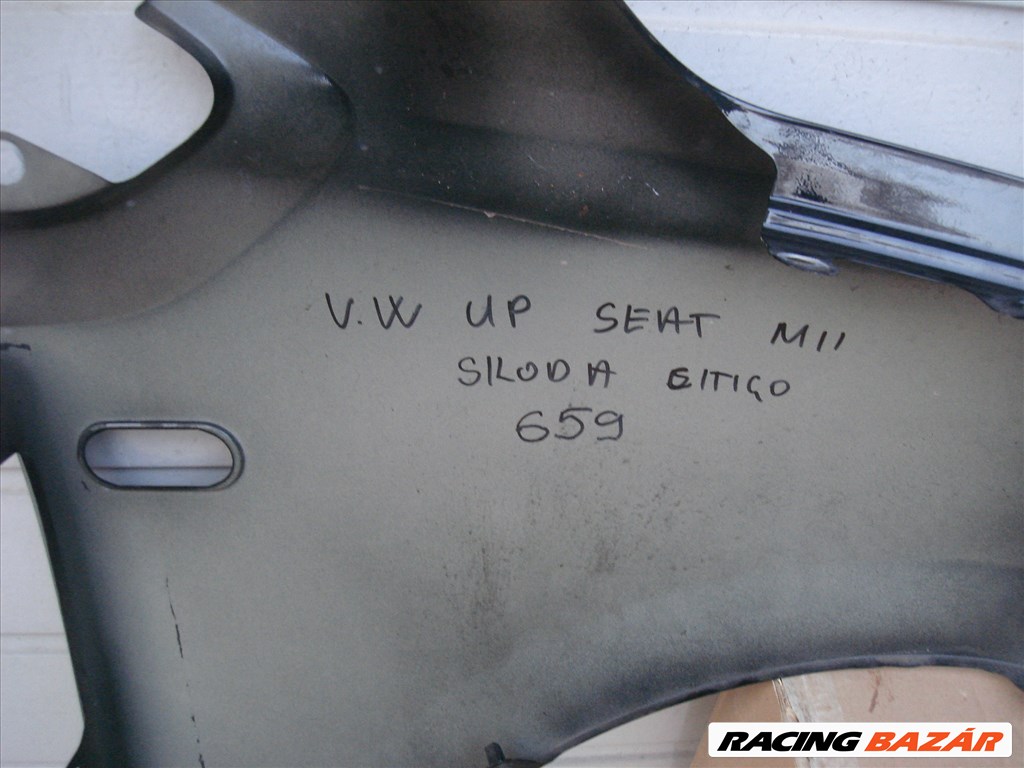 V.W UP SEAT MII
SKODA CITIGO
659
RACING BAZÁR